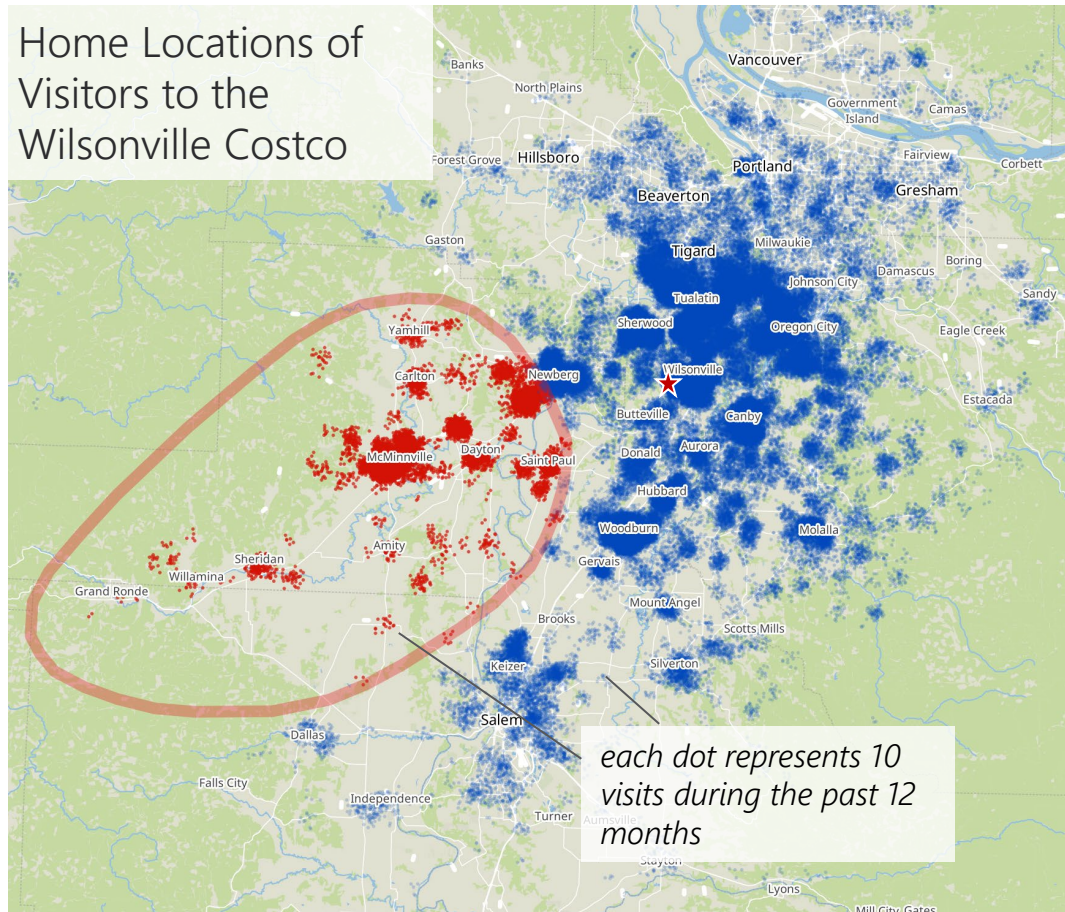 Home Locations of
Visitors to the
Wilsonville Costco
Vancouver
Banks
North Plains
Government
Island
Camas
Forest Grove
Hillsboro
Portland
Fairview
Corbett
Beaverton
Gresham
Gaston
Tigard
Milwaukie
Boring
Damascus
Johnson City
Sandy
Tualatin
Yamhill
Sherwood
Oregon City
Eagle Creek
Carlton
Newberg
Wilsonville
Estacada
Butteville
Canby
McMinnville
Dayton
Saint Paul
Donald
Aurora
Hubbard
Woodburn
Molalla
Amity
Sheridan
Gervais
Willamina
Grand Ronde
Mount Angel
Brooks
Scotts Mills
Keizer
Silverton
Salem
Dallas
each dot represents 10
visits during the past 12
months
Falls City
Independence
Turner
Aumsville
Stayton
Lyons
Mill City
Gates